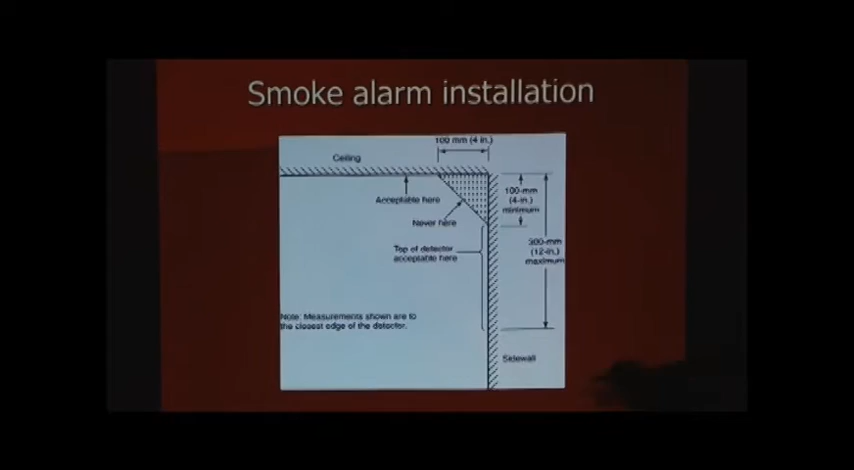 Smoke alarm installation
100 mm (4 in.)
Ceiling
Acceptable here
100-mm
(4-in.)
minimum
Never here
Top of detector
acceptable here
300-mm
(12-in.)
maximum
Note: Measurements shown are to
the closest edge of the detector.
Sidewall